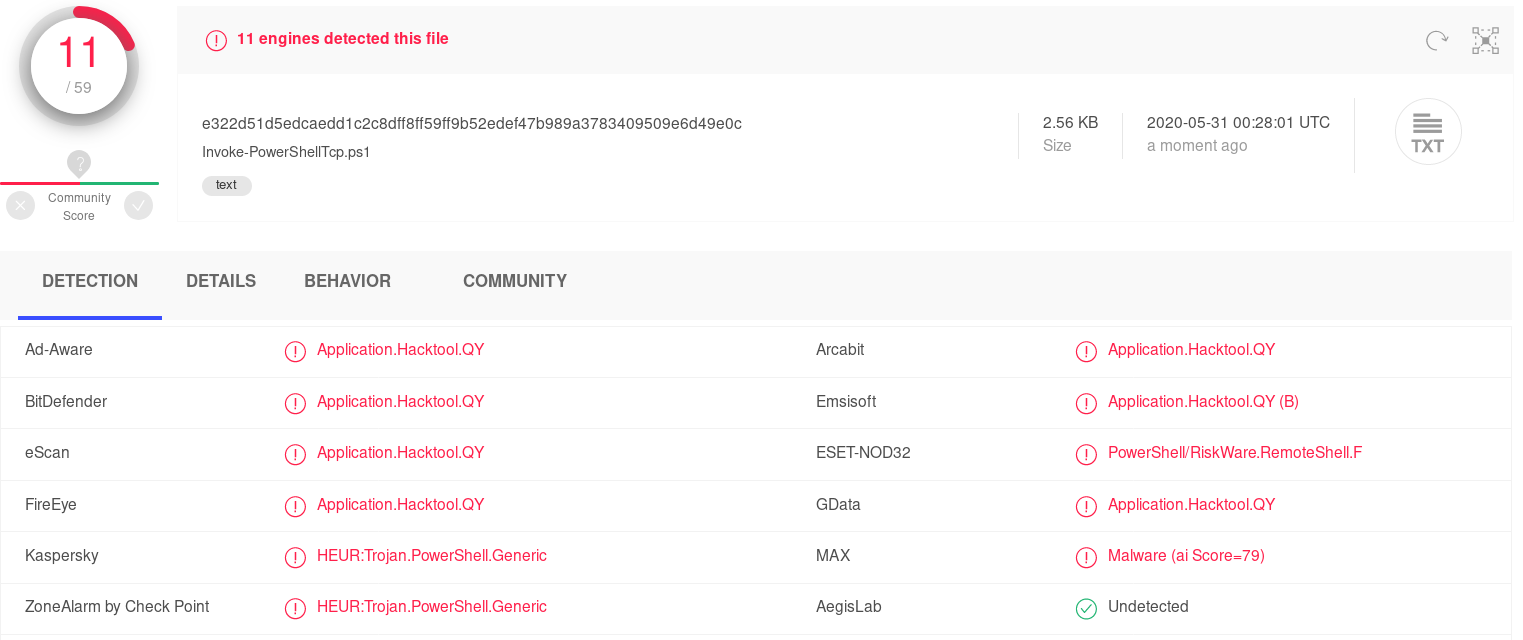 11
/ 59
?
Community
Score
11 engines detected this file
e322d51d5edcaedd1c2c8dff8ff59ff9b52edef47b989a3783409509e6d49e0c
Invoke-PowerShellTcp.ps1
text
2.56 KB
Size
2020-05-31 00:28:01 UTC
a moment ago
TXT
DETECTION DETAILS BEHAVIOR COMMUNITY
Ad-Aware Application.Hacktool.QY Arcabit Application.Hacktool.QY
BitDefender Application.Hacktool.QY Emsisoft Application.Hacktool.QY (B)
eScan Application.Hacktool.QY ESET-NOD32 PowerShell/RiskWare.RemoteShell.F
FireEye Application.Hacktool.QY GData Application.Hacktool.QY
Kaspersky HEUR:Trojan.PowerShell.Generic MAX Malware (ai Score=79)
ZoneAlarm by Check Point HEUR:Trojan.PowerShell.Generic AegisLab Undetected